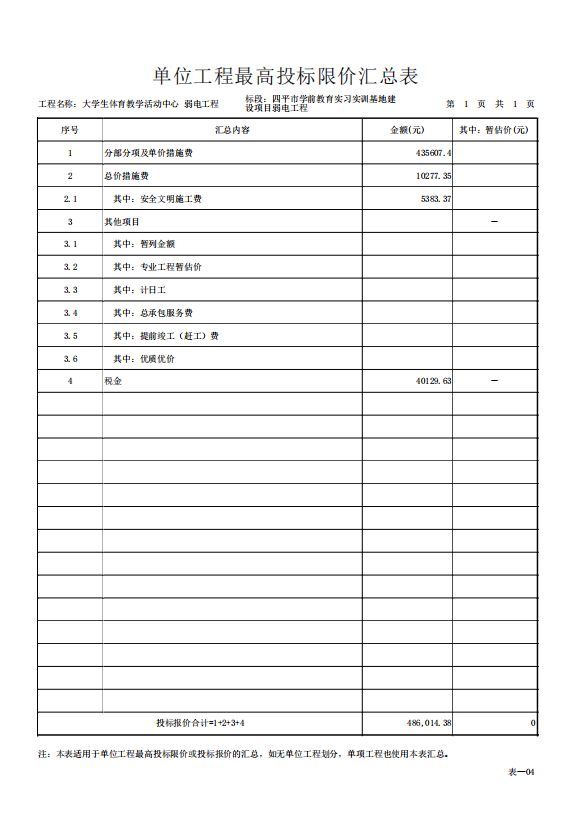 单位工程最高投标限价汇总表
工程名称：大学生体育教学活动中心 弱电工程
标段：四平市学前教育实习实训基地建
设项目弱电工程
第 1 页 共 1 页
序号 汇总内容 金额(元) 其中：暂估价(元)
1 分部分项及单价措施费 435607.4
2 总价措施费 10277.35
2.1 其中：安全文明施工费 5383.37
3 其他项目 —
3.1 其中：暂列金额
3.2 其中：专业工程暂估价
3.3 其中：计日工
3.4 其中：总承包服务费
3.5 其中：提前竣工（赶工）费
3.6 其中：优质优价
4 税金 40129.63 —
投标报价合计=1+2+3+4 486,014.38 0
注：本表适用于单位工程最高投标限价或投标报价的汇总，如无单位工程划分，单项工程也使用本表汇总。
表—04